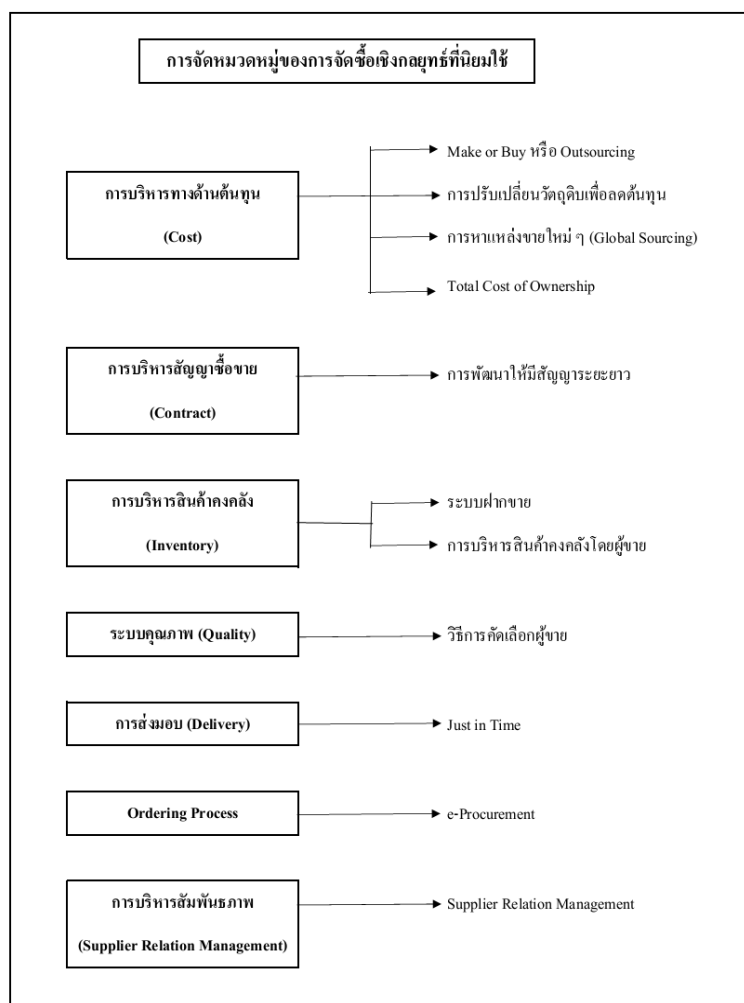 การจัดหมวดหมู่ของการจัดซื้อเชิงกลยุทธ์ที่นิยมใช้
การบริหารทางด้านต้นทุน
(Cost)
Make or Buy หรือ Outsourcing
การปรับเปลี่ยนวัตถุดิบเพื่อลดต้นทุน
การหาแหล่งขายใหม่ ๆ (Global Sourcing)
Total Cost of Ownership
การบริหารสัญญาซื้อขาย
(Contract)
การพัฒนาให้มีสัญญาระยะยาว
การบริหารสินค้าคงคลัง
(Inventory)
ระบบฝากขาย
การบริหารสินค้าคงคลังโดยผู้ขาย
ระบบคุณภาพ (Quality)
วิธีการคัดเลือกผู้ขาย
การส่งมอบ (Delivery)
Just in Time
Ordering Process
e-Procurement
การบริหารสัมพันธภาพ
(Supplier Relation Management)
Supplier Relation Management